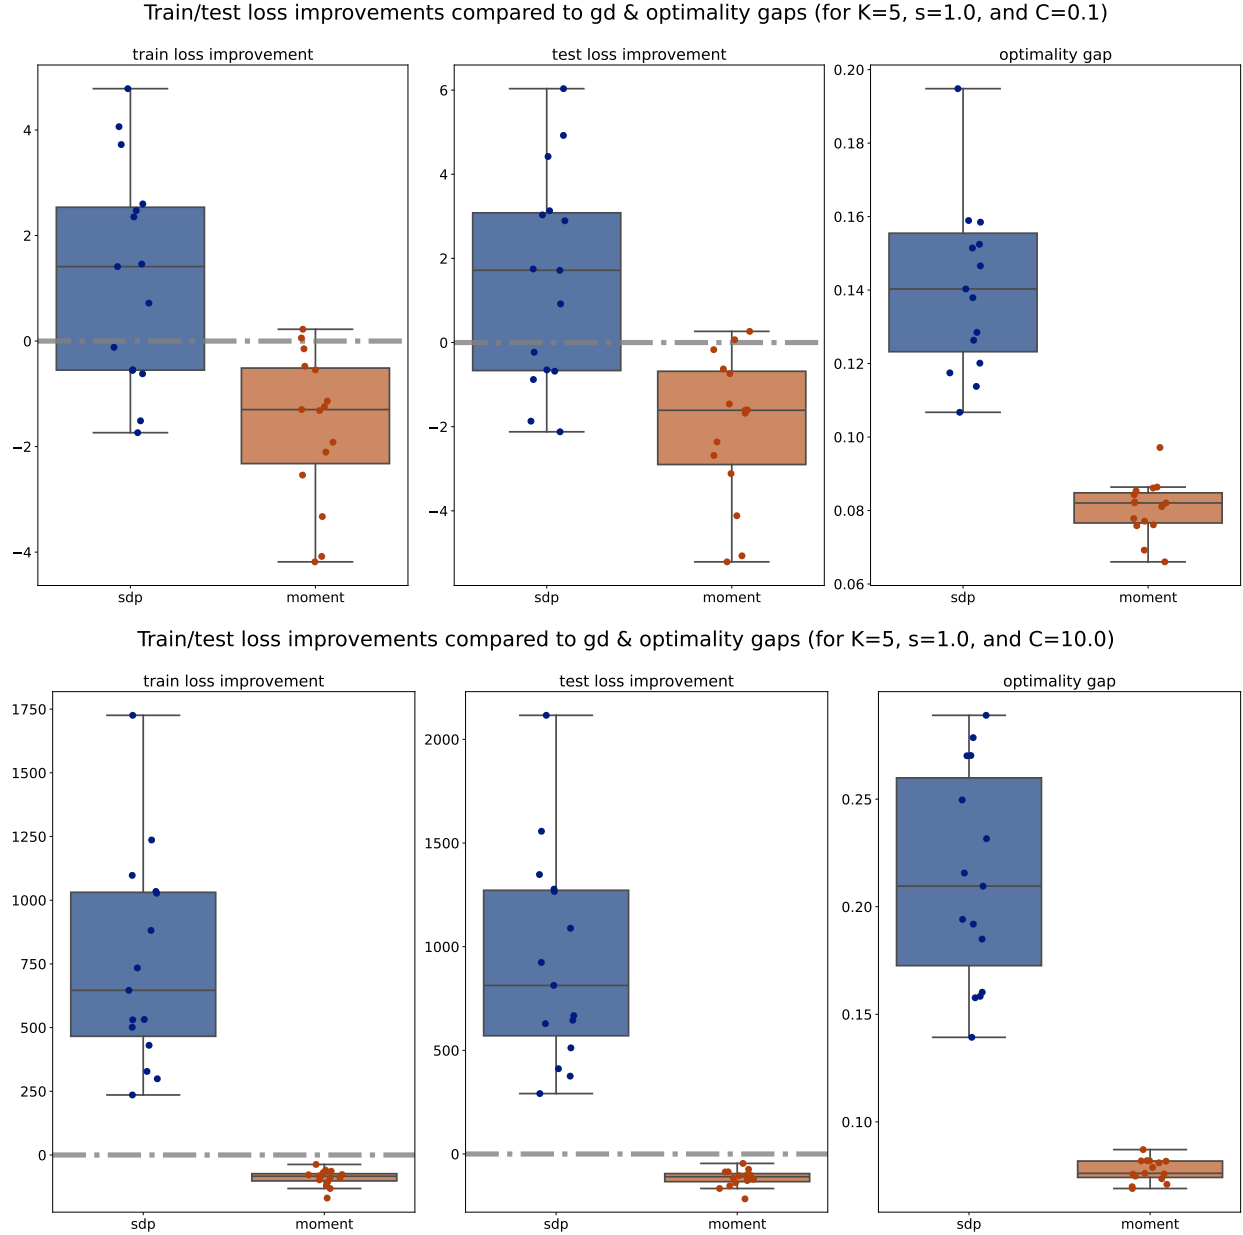 Train/test loss improvements compared to gd & optimality gaps (for K=5, s=1.0, and C=0.1)
train loss improvement
4
2
0
−2
−4
sdp
moment
test loss improvement
6
4
2
0
−2
−4
sdp
moment
optimality gap
0.20
0.18
0.16
0.14
0.12
0.10
0.08
0.06
sdp
moment
Train/test loss improvements compared to gd & optimality gaps (for K=5, s=1.0, and C=10.0)
train loss improvement
1750
1500
1250
1000
750
500
250
0
sdp
moment
test loss improvement
2000
1500
1000
500
0
sdp
moment
optimality gap
0.25
0.20
0.15
0.10
sdp
moment